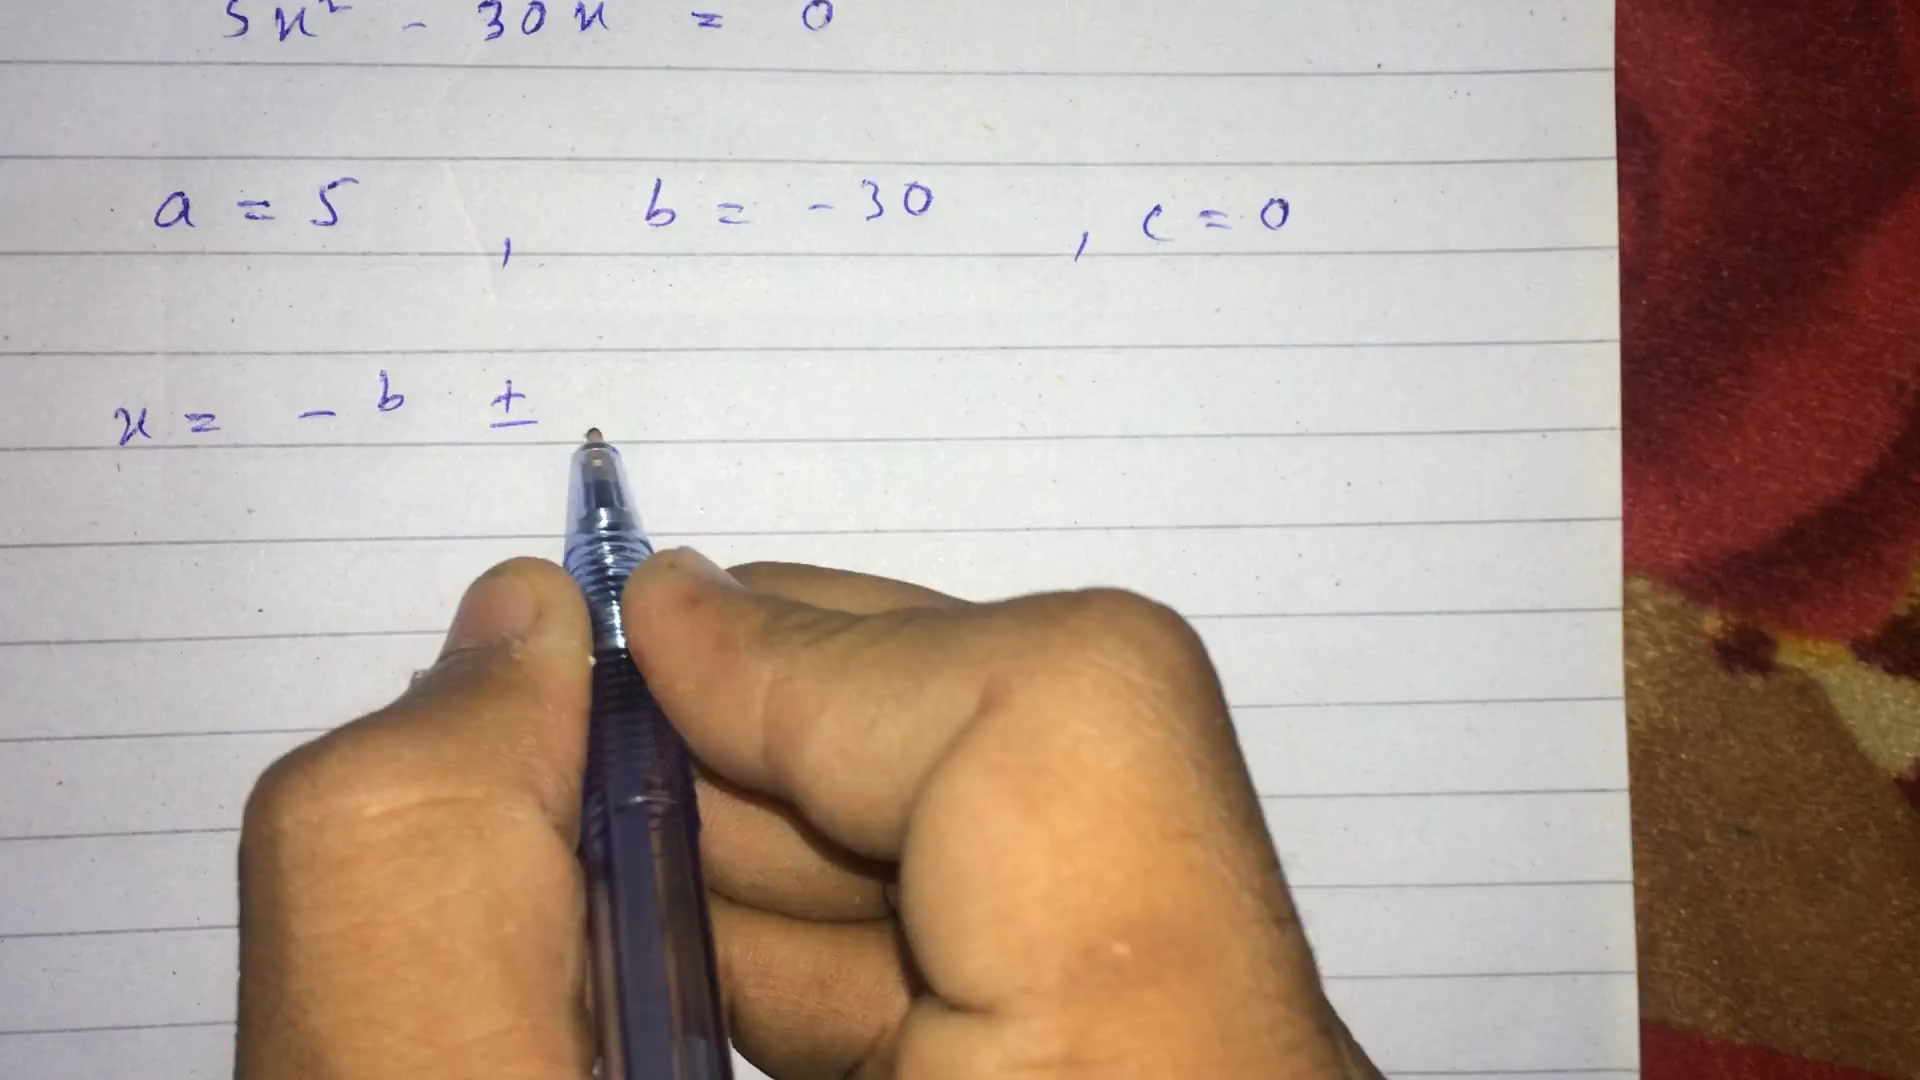 5x² - 30x = 0
a = 5 , b = -30 , c = 0
x = - b ±